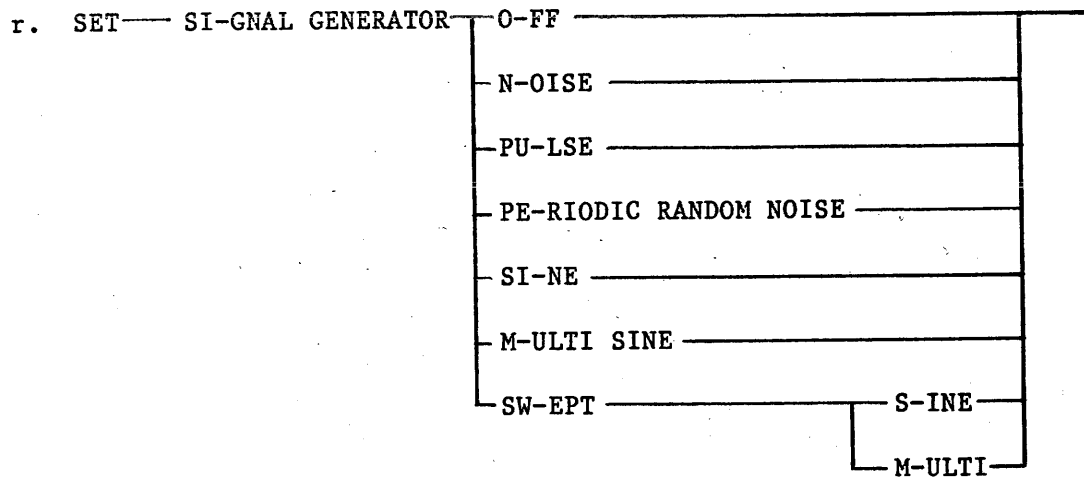 r. SET SI-GNAL GENERATOR O-FF
N-OISE
PU-LSE
PE-RIODIC RANDOM NOISE
SI-NE
M-ULTI SINE
SW-EPT S-INE
M-ULTI